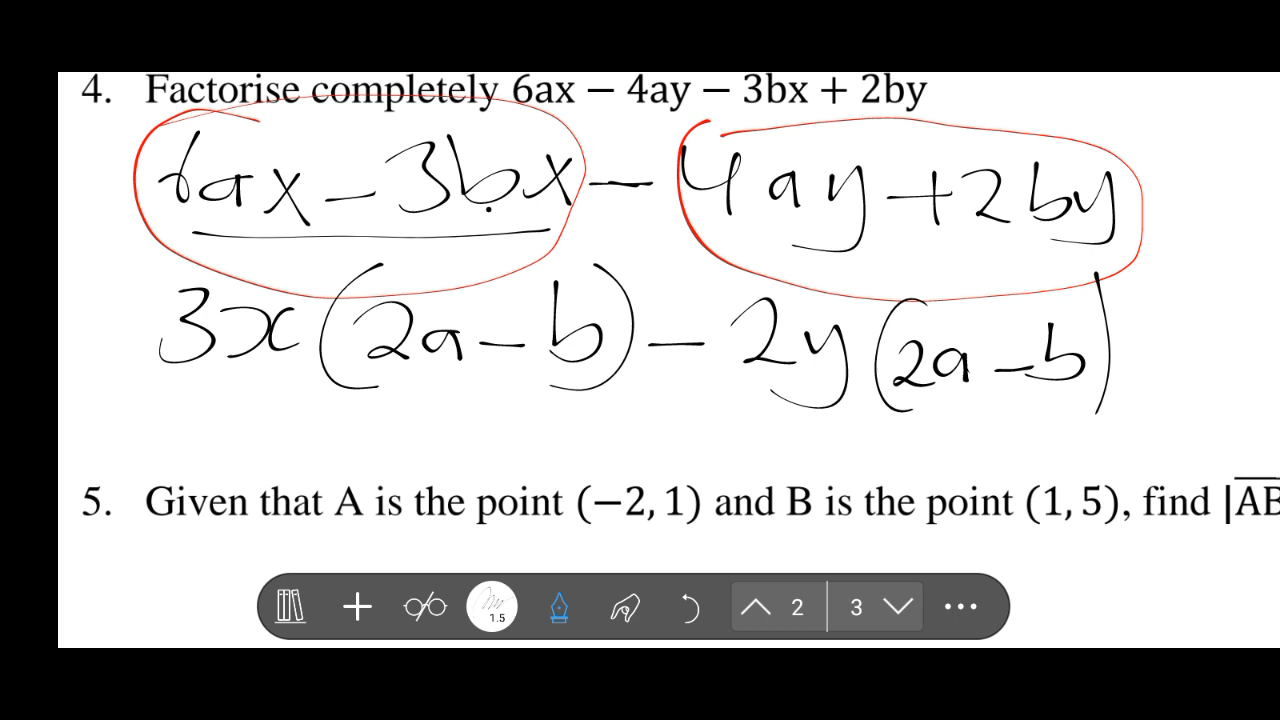 4. Factorise completely 6ax − 4ay − 3bx + 2by
6ax − 3bx − 4ay + 2by
3x(2a − b) − 2y(2a − b)
5. Given that A is the point (−2, 1) and B is the point (1, 5), find |AB
1.5
2 3